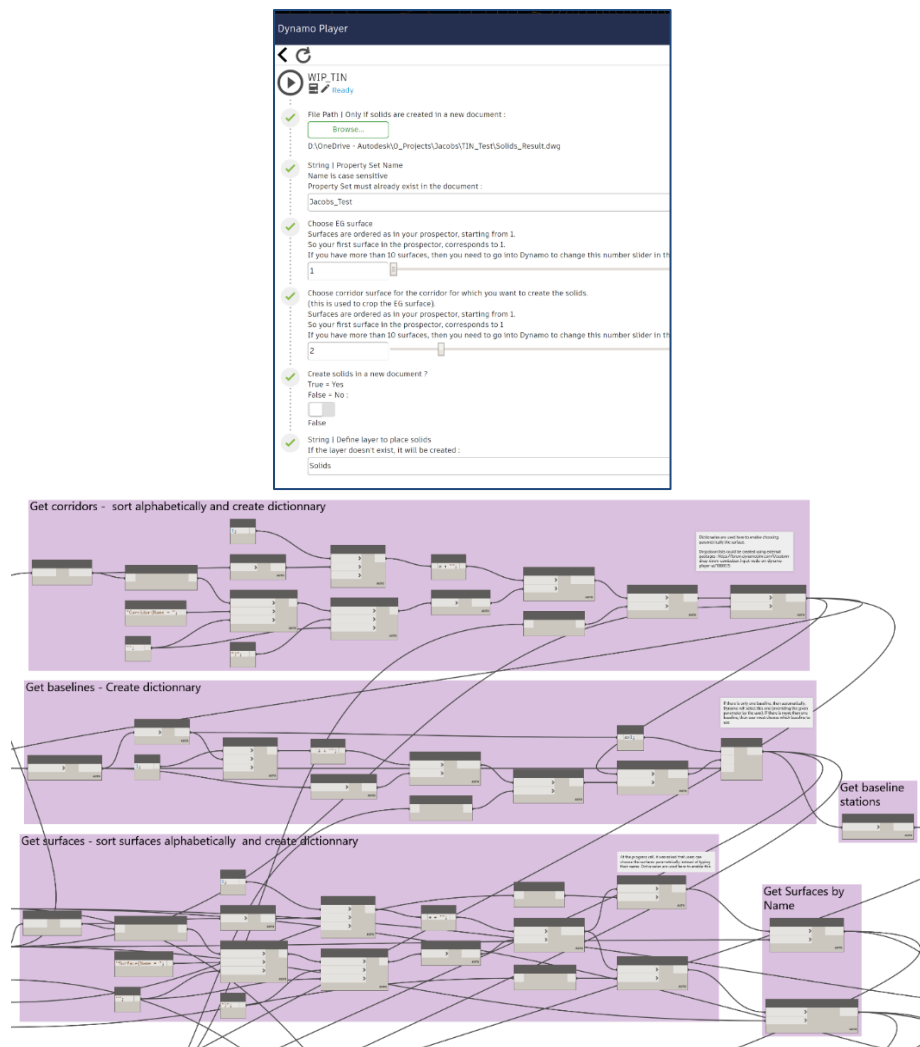 Dynamo Player
WIP_TIN
Ready
File Path | Only if solids are created in a new document :
Browse...
D:\OneDrive - Autodesk\0_Projects\Jacobs\TIN_Test\Solids_Result.dwg
String | Property Set Name
Name is case sensitive
Property Set must already exist in the document :
Jacobs_Test
Choose EG surface
Surfaces are ordered as in your prospector, starting from 1.
So your first surface in the prospector, corresponds to 1.
If you have more than 10 surfaces, then you need to go into Dynamo to change this number slider in th
1
Choose corridor surface for the corridor for which you want to create the solids.
(this is used to crop the EG surface).
Surfaces are ordered as in your prospector, starting from 1.
So your first surface in the prospector, corresponds to 1
If you have more than 10 surfaces, then you need to go into Dynamo to change this number slider in th
2
Create solids in a new document ?
True = Yes
False = No :
False
String | Define layer to place solids
If the layer doesn't exist, it will be created :
Solids
Get corridors - sort alphabetically and create dictionnary
"Corridor(Name = ";
Get baselines - Create dictionnary
Get baseline
stations
Get surfaces - sort surfaces alphabetically and create dictionnary
"Surface(Name = ";
Get Surfaces by
Name